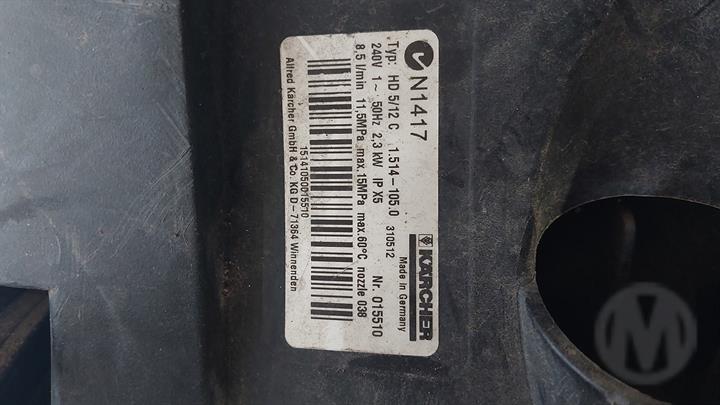 N1417
Typ: HD 5/12 C 1.514-105.0 310512
240V 1~ 50Hz 2,3 kW IP X5 Nr. 015510
8,5 l/min 11,5MPa max.15MPa max.60°C nozzle 038
KÄRCHER
Made in Germany
15141050015510
Alfred Kärcher GmbH & Co. KG D-71364 Winnenden
M